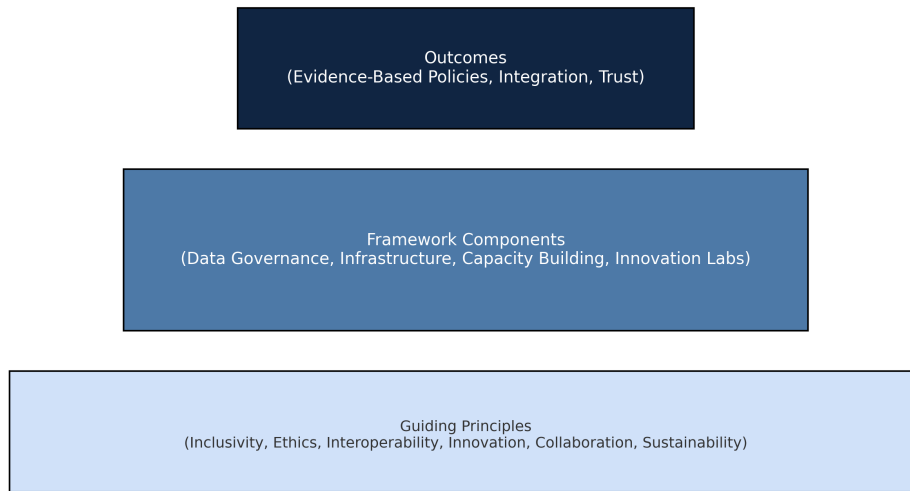 Outcomes
(Evidence-Based Policies, Integration, Trust)
Framework Components
(Data Governance, Infrastructure, Capacity Building, Innovation Labs)
Guiding Principles
(Inclusivity, Ethics, Interoperability, Innovation, Collaboration, Sustainability)